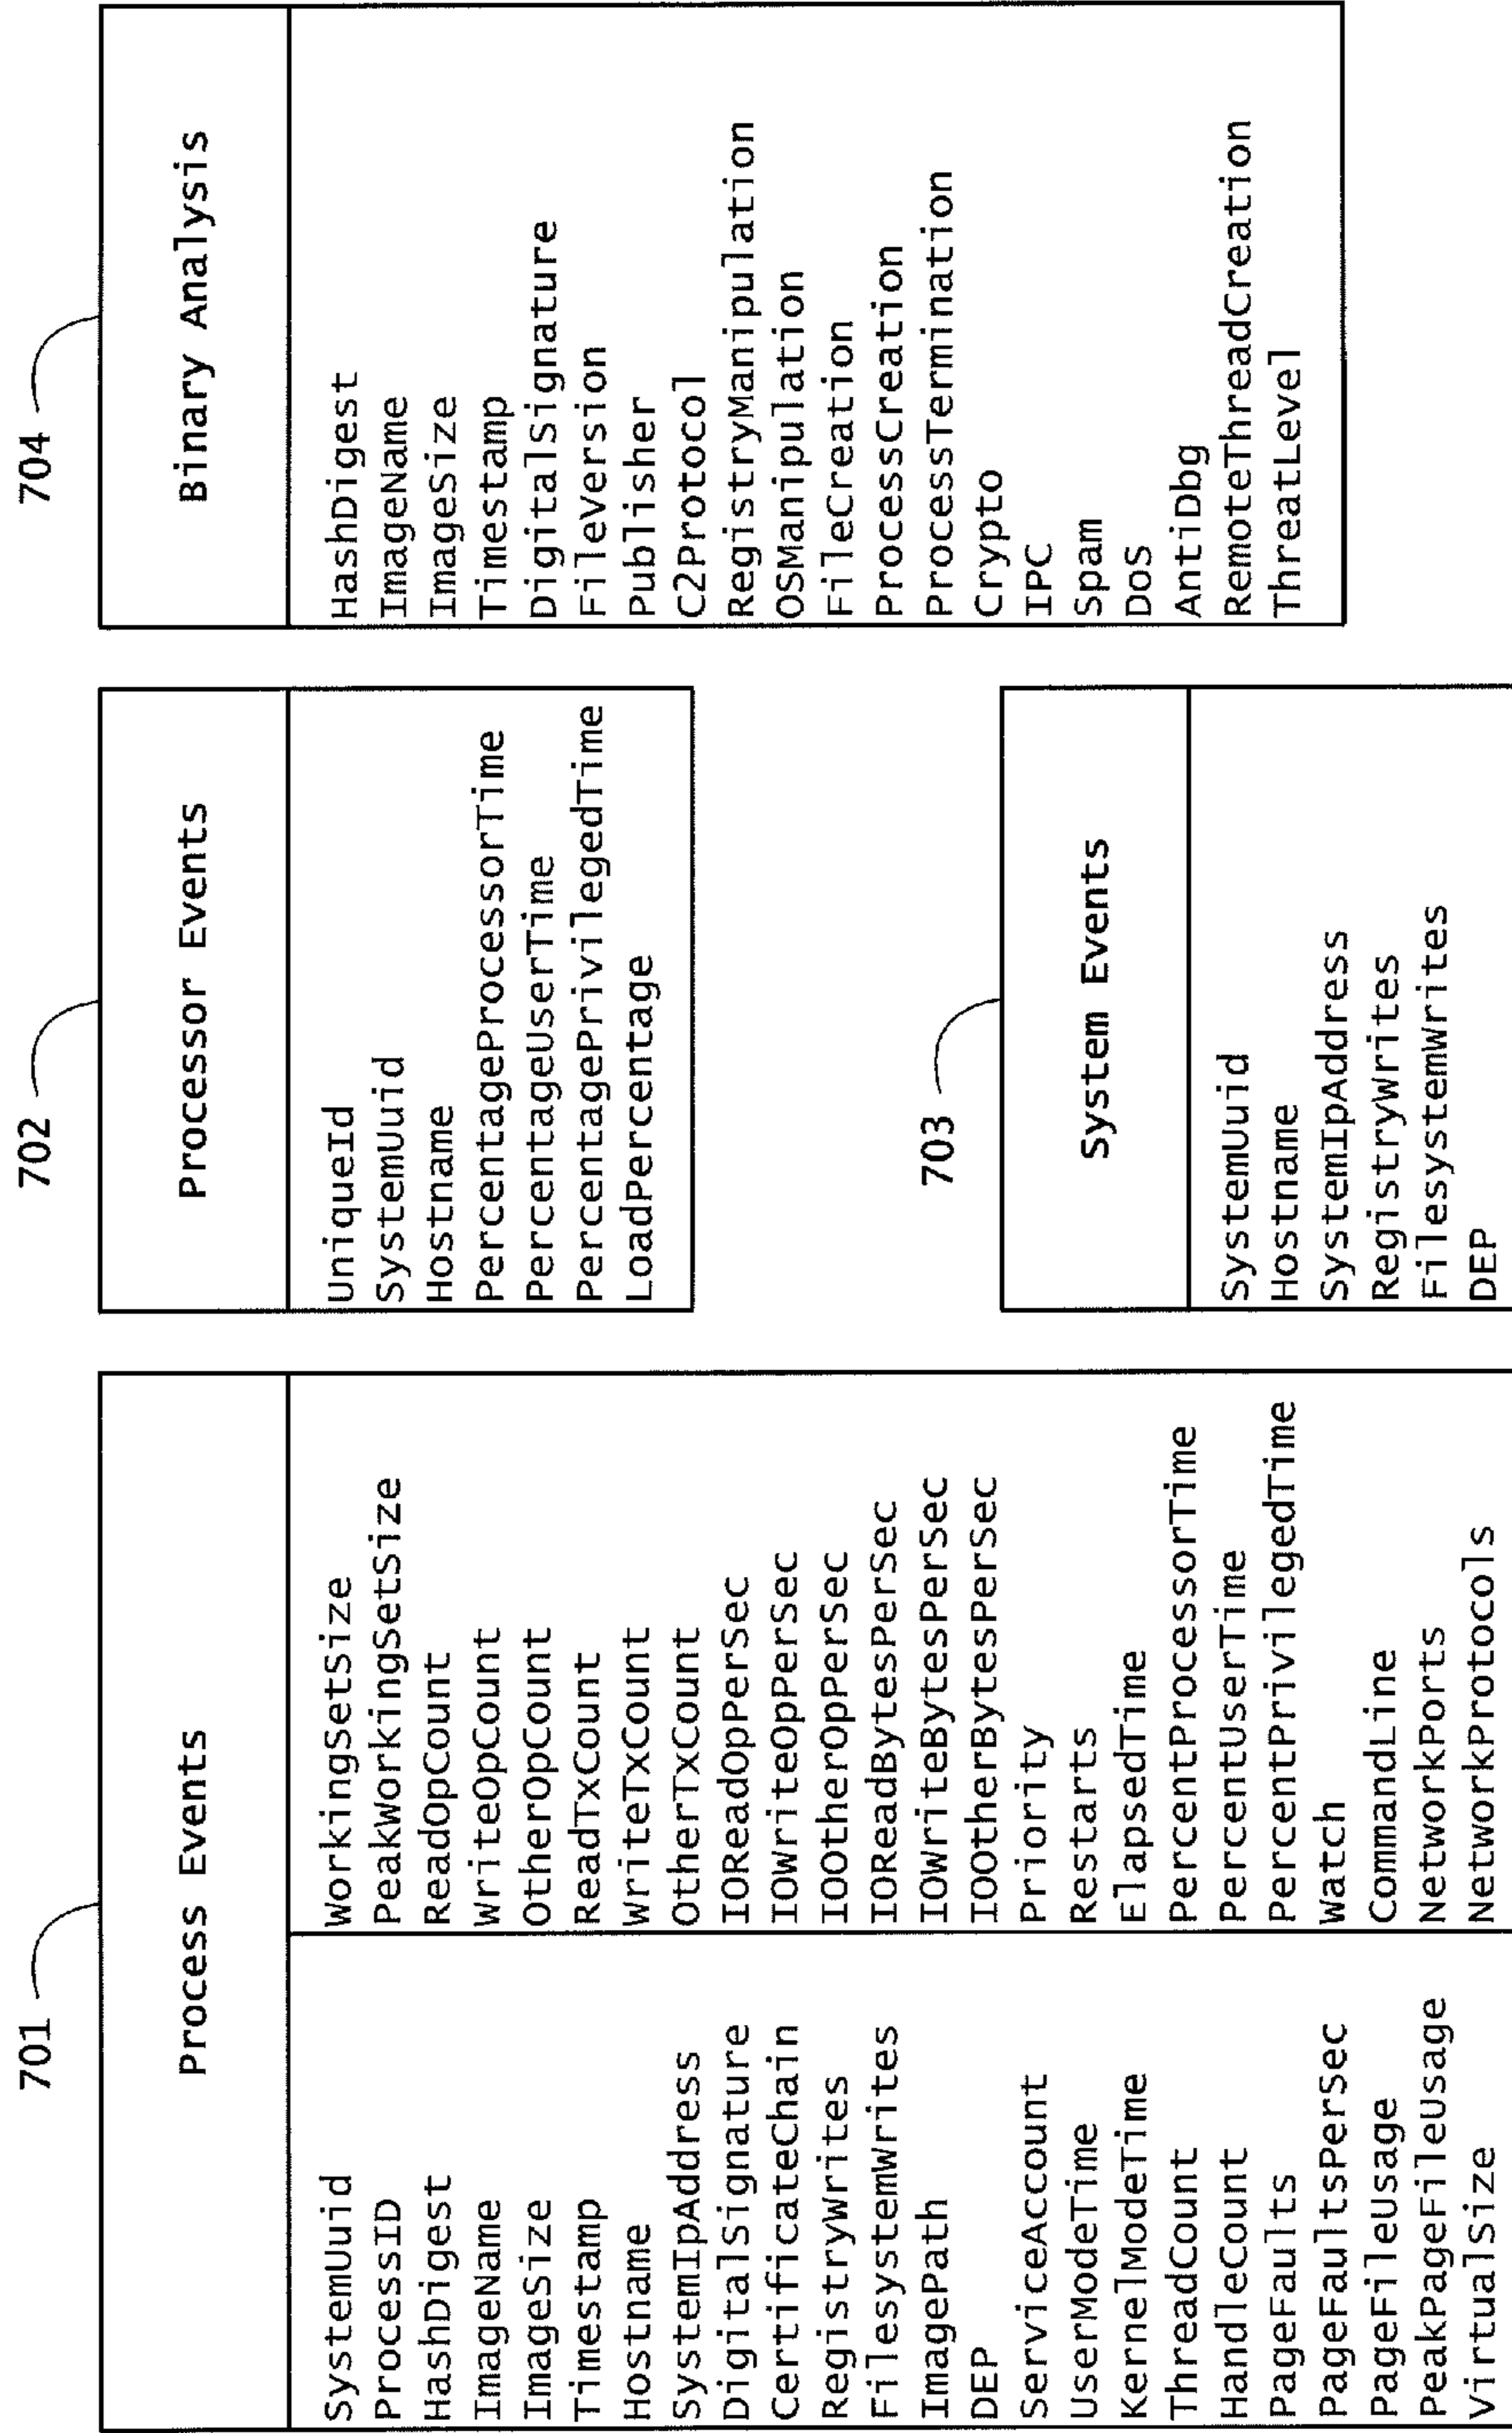 701
Process Events
SystemUuid
ProcessID
HashDigest
ImageName
ImageSize
Timestamp
Hostname
SystemIpAddress
DigitalSignature
CertificateChain
RegistryWrites
FilesystemWrites
ImagePath
DEP
ServiceAccount
UserModeTime
KernelModeTime
ThreadCount
HandleCount
PageFaults
PageFaultsPerSec
PageFileUsage
PeakPageFileUsage
VirtualSize
WorkingSetSize
PeakWorkingSetSize
ReadOpCount
WriteOpCount
OtherOpCount
ReadTxCount
WriteTxCount
OtherTxCount
IOReadOpPerSec
IOWriteOpPerSec
IOOtherOpPerSec
IOReadBytesPerSec
IOWriteBytesPerSec
IOOtherBytesPerSec
Priority
Restarts
ElapsedTime
PercentProcessorTime
PercentUserTime
PercentPrivilegedTime
Watch
CommandLine
NetworkPorts
NetworkProtocols
702
Processor Events
UniqueId
SystemUuid
Hostname
PercentageProcessorTime
PercentageUserTime
PercentagePrivilegedTime
LoadPercentage
703
System Events
SystemUuid
Hostname
SystemIpAddress
RegistryWrites
FilesystemWrites
DEP
704
Binary Analysis
HashDigest
ImageName
ImageSize
Timestamp
DigitalSignature
FileVersion
Publisher
C2Protocol
RegistryManipulation
OSManipulation
FileCreation
ProcessCreation
ProcessTermination
Crypto
IPC
Spam
DoS
AntiDbg
RemoteThreadCreation
ThreatLevel